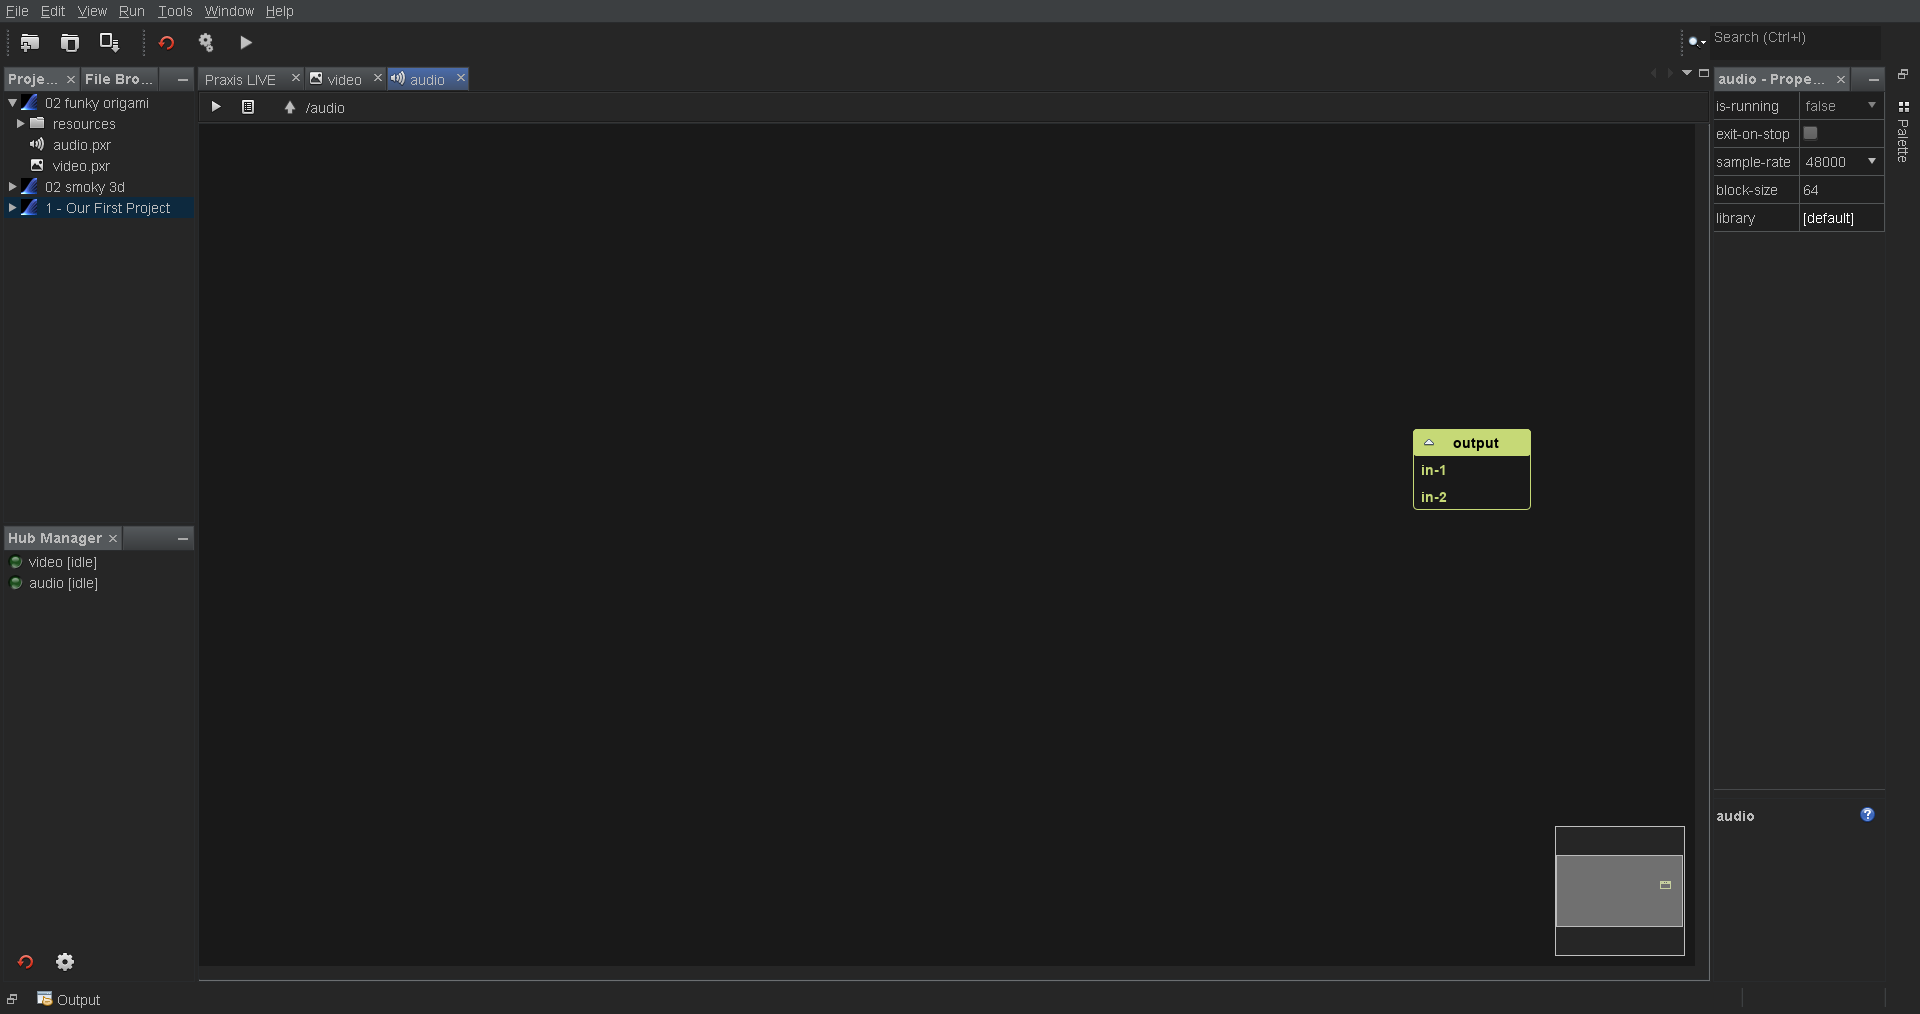 File Edit View Run Tools Window Help
Search (Ctrl+I)
Proje... File Bro...
Praxis LIVE video audio
audio - Prope...
02 funky origami
resources
audio.pxr
video.pxr
02 smoky 3d
1 - Our First Project
/audio
is-running false
exit-on-stop
sample-rate 48000
block-size 64
library [default]
Palette
output
in-1
in-2
Hub Manager
video [idle]
audio [idle]
audio
?
Output